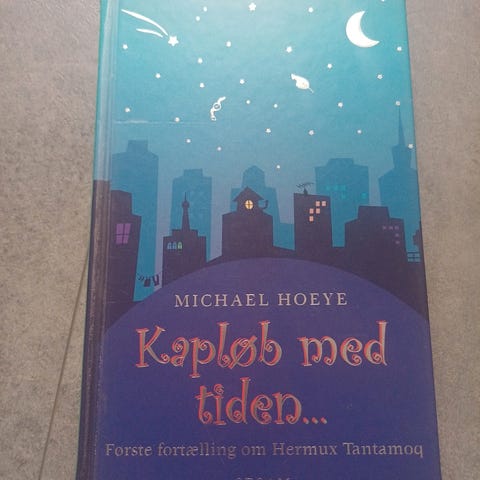 MICHAEL HOEYE
Kapløb med
tiden...
Første fortælling om Hermux Tantamoq